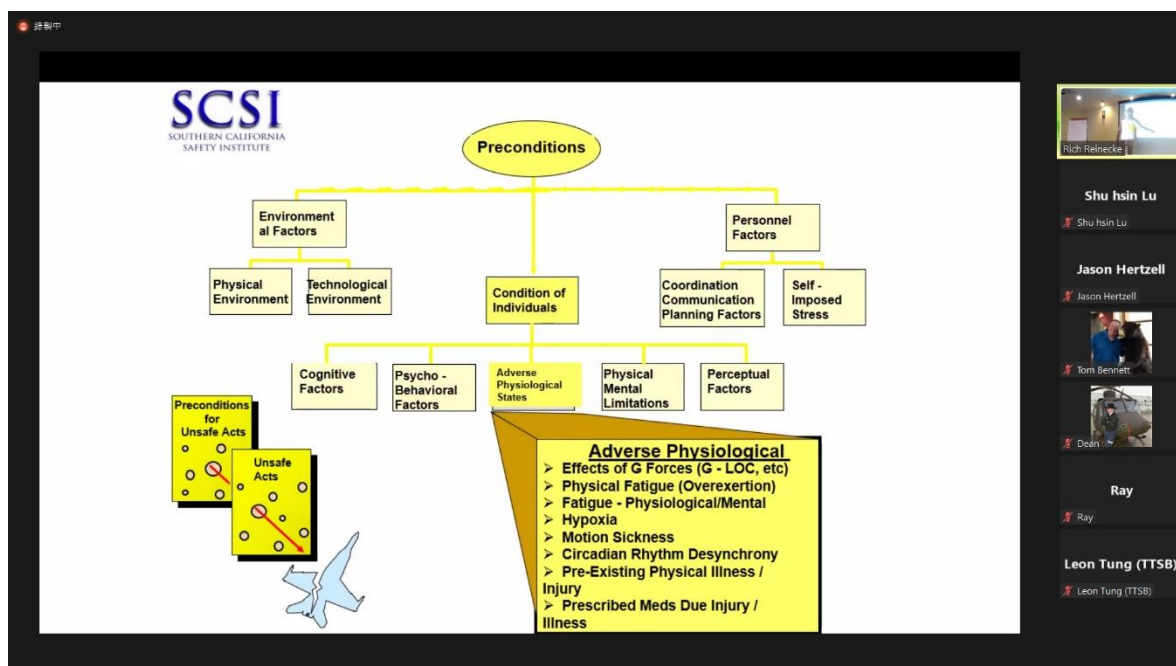 錄製中
SCSI
SOUTHERN CALIFORNIA
SAFETY INSTITUTE
Preconditions
Environment
al Factors
Personnel
Factors
Physical
Environment
Technological
Environment
Condition of
Individuals
Coordination
Communication
Planning Factors
Self -
Imposed
Stress
Cognitive
Factors
Psycho -
Behavioral
Factors
Adverse
Physiological
States
Physical
Mental
Limitations
Perceptual
Factors
Preconditions
for
Unsafe Acts
Unsafe
Acts
Adverse Physiological
➤ Effects of G Forces (G - LOC, etc)
➤ Physical Fatigue (Overexertion)
➤ Fatigue - Physiological/Mental
➤ Hypoxia
➤ Motion Sickness
➤ Circadian Rhythm Desynchrony
➤ Pre-Existing Physical Illness /
Injury
➤ Prescribed Meds Due Injury /
Illness
Rich Reinecke
Shu hsin Lu
Shu hsin Lu
Jason Hertzell
Jason Hertzell
Tom Bennett
Dean
Ray
Ray
Leon Tung (TTSB)
Leon Tung (TTSB)